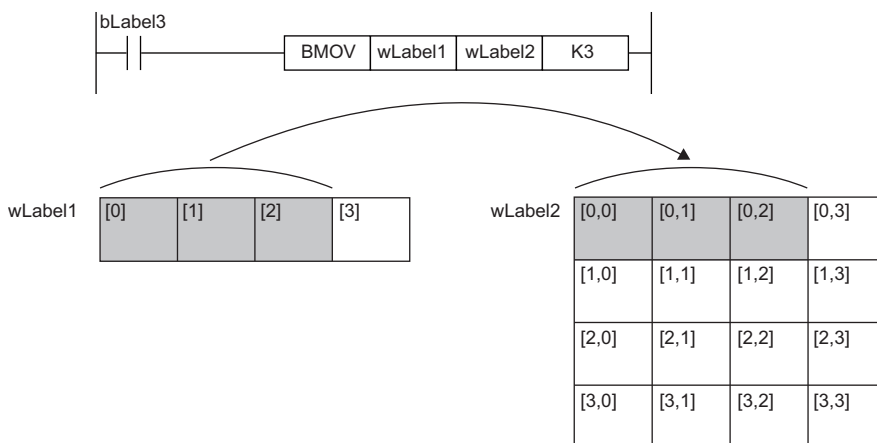 bLabel3
BMOV wLabel1 wLabel2 K3
wLabel1 [0] [1] [2] [3]
wLabel2 [0,0] [0,1] [0,2] [0,3]
[1,0] [1,1] [1,2] [1,3]
[2,0] [2,1] [2,2] [2,3]
[3,0] [3,1] [3,2] [3,3]